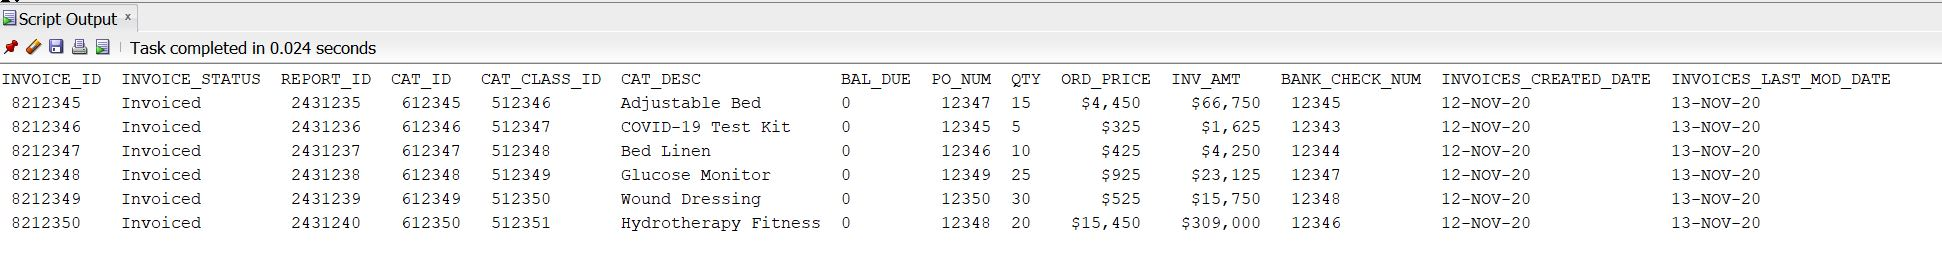 Script Output x
Task completed in 0.024 seconds
INVOICE_ID INVOICE_STATUS REPORT_ID CAT_ID CAT_CLASS_ID CAT_DESC BAL_DUE PO_NUM QTY ORD_PRICE INV_AMT BANK_CHECK_NUM INVOICES_CREATED_DATE INVOICES_LAST_MOD_DATE
8212345 Invoiced 2431235 612345 512346 Adjustable Bed 0 12347 15 $4,450 $66,750 12345 12-NOV-20 13-NOV-20
8212346 Invoiced 2431236 612346 512347 COVID-19 Test Kit 0 12345 5 $325 $1,625 12343 12-NOV-20 13-NOV-20
8212347 Invoiced 2431237 612347 512348 Bed Linen 0 12346 10 $425 $4,250 12344 12-NOV-20 13-NOV-20
8212348 Invoiced 2431238 612348 512349 Glucose Monitor 0 12349 25 $925 $23,125 12347 12-NOV-20 13-NOV-20
8212349 Invoiced 2431239 612349 512350 Wound Dressing 0 12350 30 $525 $15,750 12348 12-NOV-20 13-NOV-20
8212350 Invoiced 2431240 612350 512351 Hydrotherapy Fitness 0 12348 20 $15,450 $309,000 12346 12-NOV-20 13-NOV-20